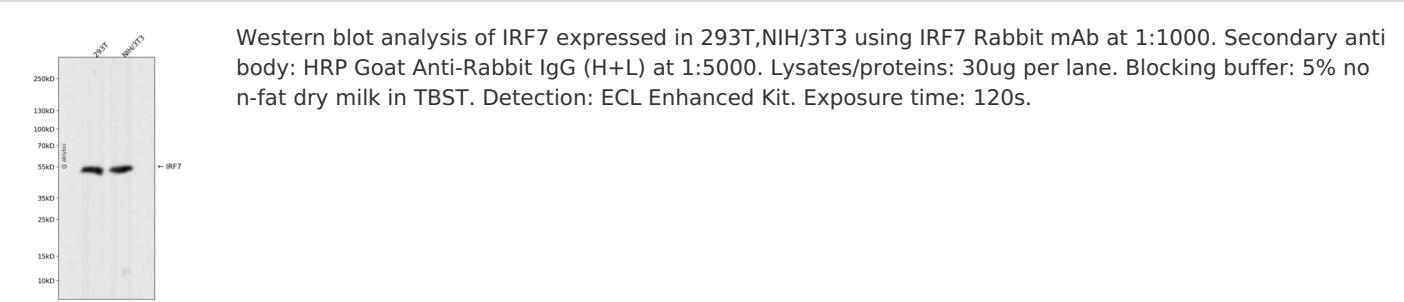 Western blot analysis of IRF7 expressed in 293T,NIH/3T3 using IRF7 Rabbit mAb at 1:1000. Secondary anti
body: HRP Goat Anti-Rabbit IgG (H+L) at 1:5000. Lysates/proteins: 30ug per lane. Blocking buffer: 5% no
n-fat dry milk in TBST. Detection: ECL Enhanced Kit. Exposure time: 120s.
293T
NIH/3T3
250kD
130kD
100kD
70kD
55kD
← IRF7
35kD
25kD
15kD
10kD